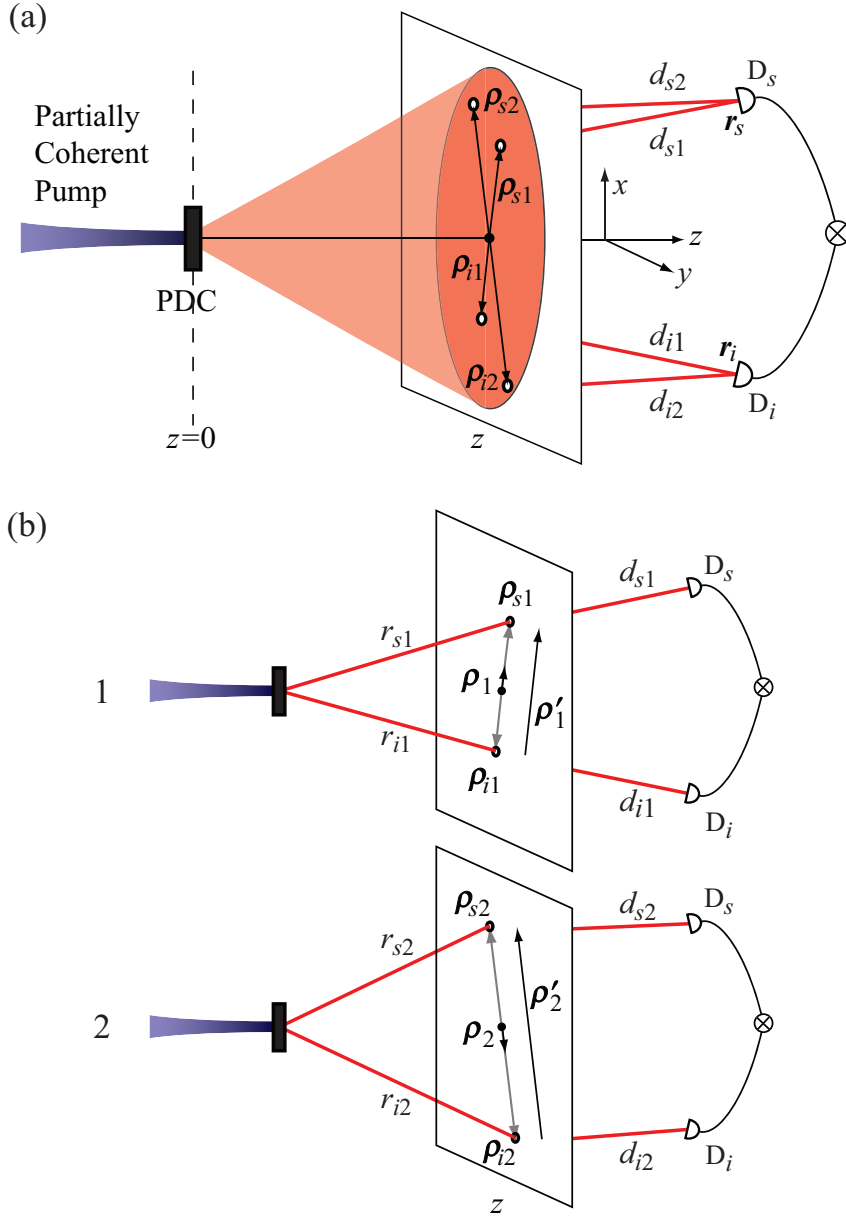 (a)
Partially
Coherent
Pump
PDC
z=0
z
ρs2
ρs1
ρi1
ρi2
ds2
ds1
Ds
rs
x
z
y
di1
di2
ri
Di
(b)
1
rs1
ri1
ρs1
ρ1
ρ′1
ρi1
ds1
Ds
di1
Di
2
rs2
ri2
ρs2
ρ2
ρ′2
ρi2
z
ds2
Ds
di2
Di